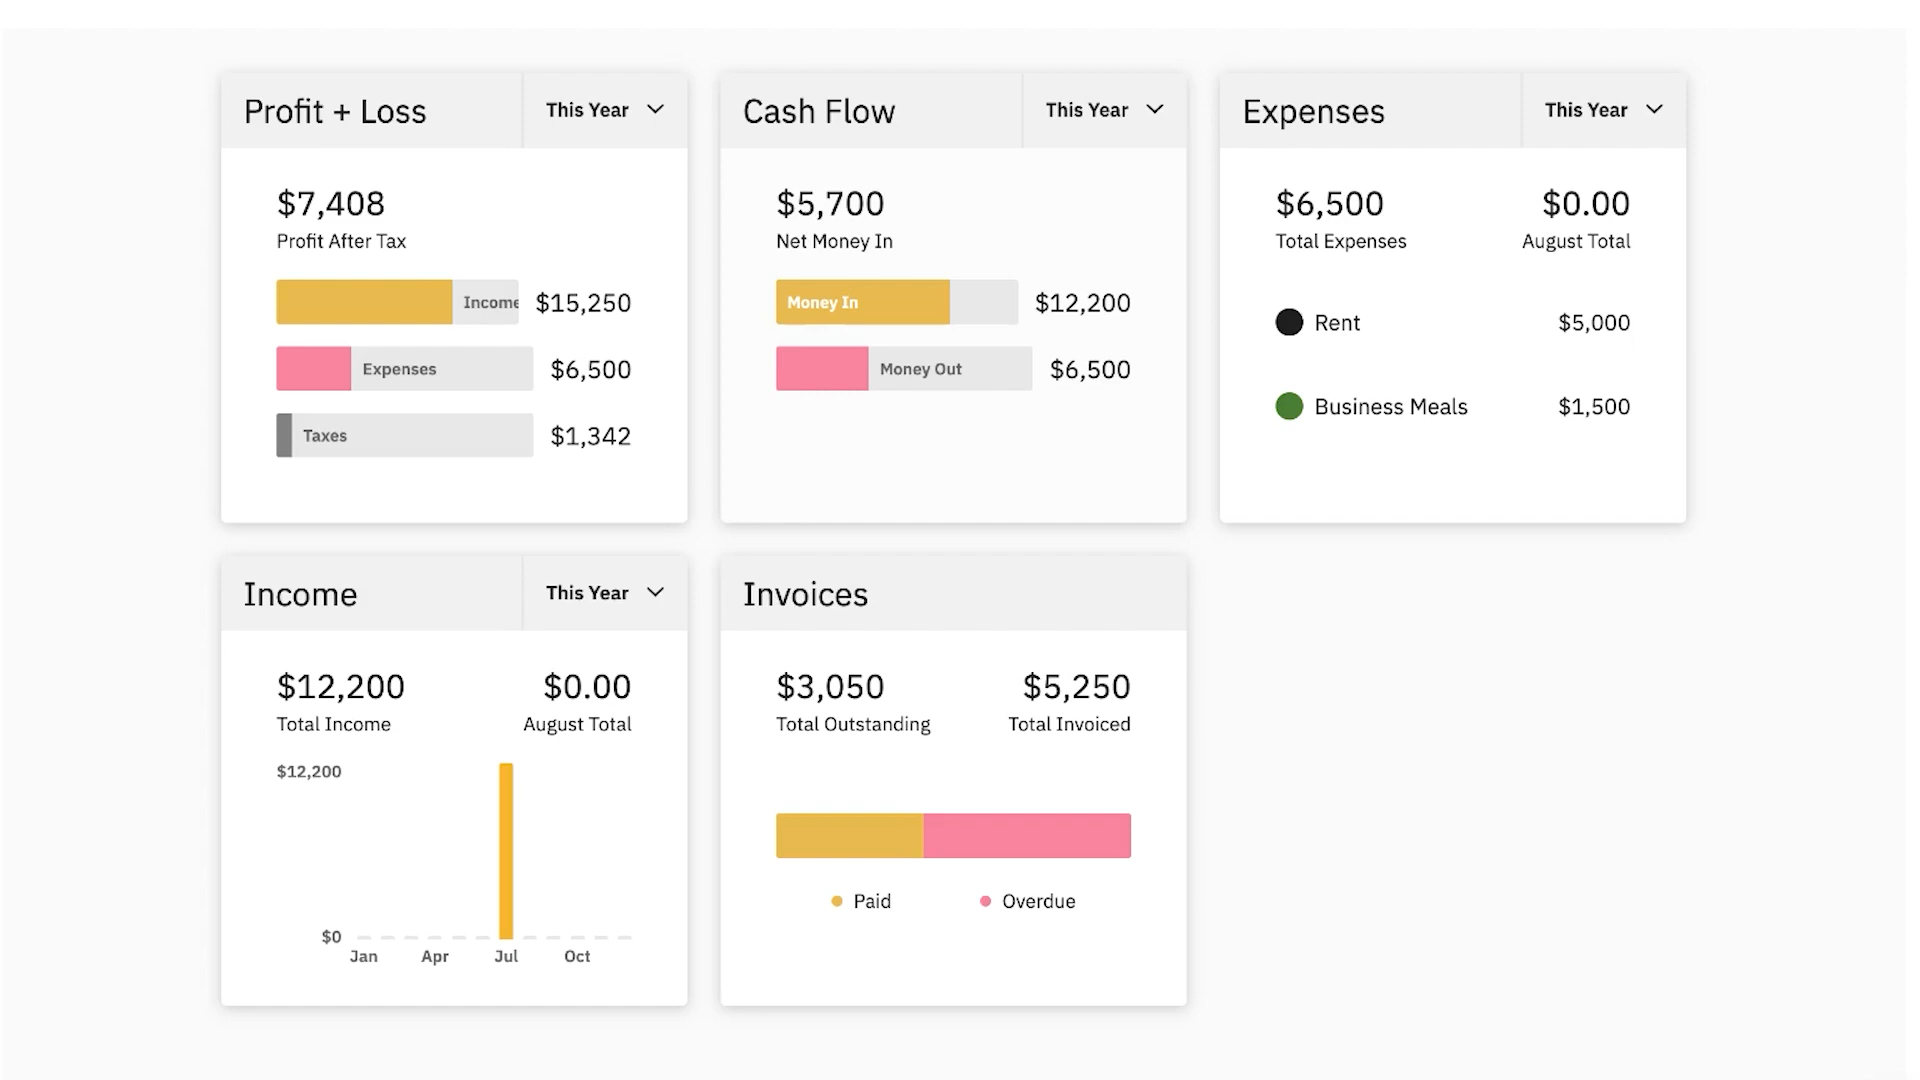 Profit + Loss
This Year
$7,408
Profit After Tax
Income $15,250
Expenses $6,500
Taxes $1,342
Cash Flow
This Year
$5,700
Net Money In
Money In $12,200
Money Out $6,500
Expenses
This Year
$6,500 $0.00
Total Expenses August Total
Rent $5,000
Business Meals $1,500
Income
This Year
$12,200 $0.00
Total Income August Total
$12,200
$0
Jan Apr Jul Oct
Invoices
$3,050 $5,250
Total Outstanding Total Invoiced
Paid Overdue